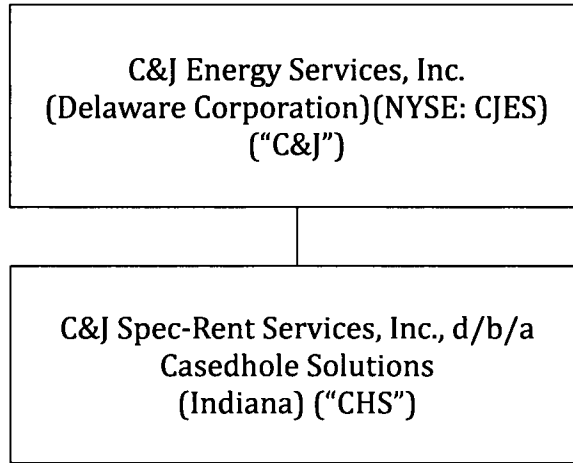 C&J Energy Services, Inc.
(Delaware Corporation)(NYSE: CJES)
(“C&J”)
C&J Spec-Rent Services, Inc., d/b/a
Casedhole Solutions
(Indiana) (“CHS”)